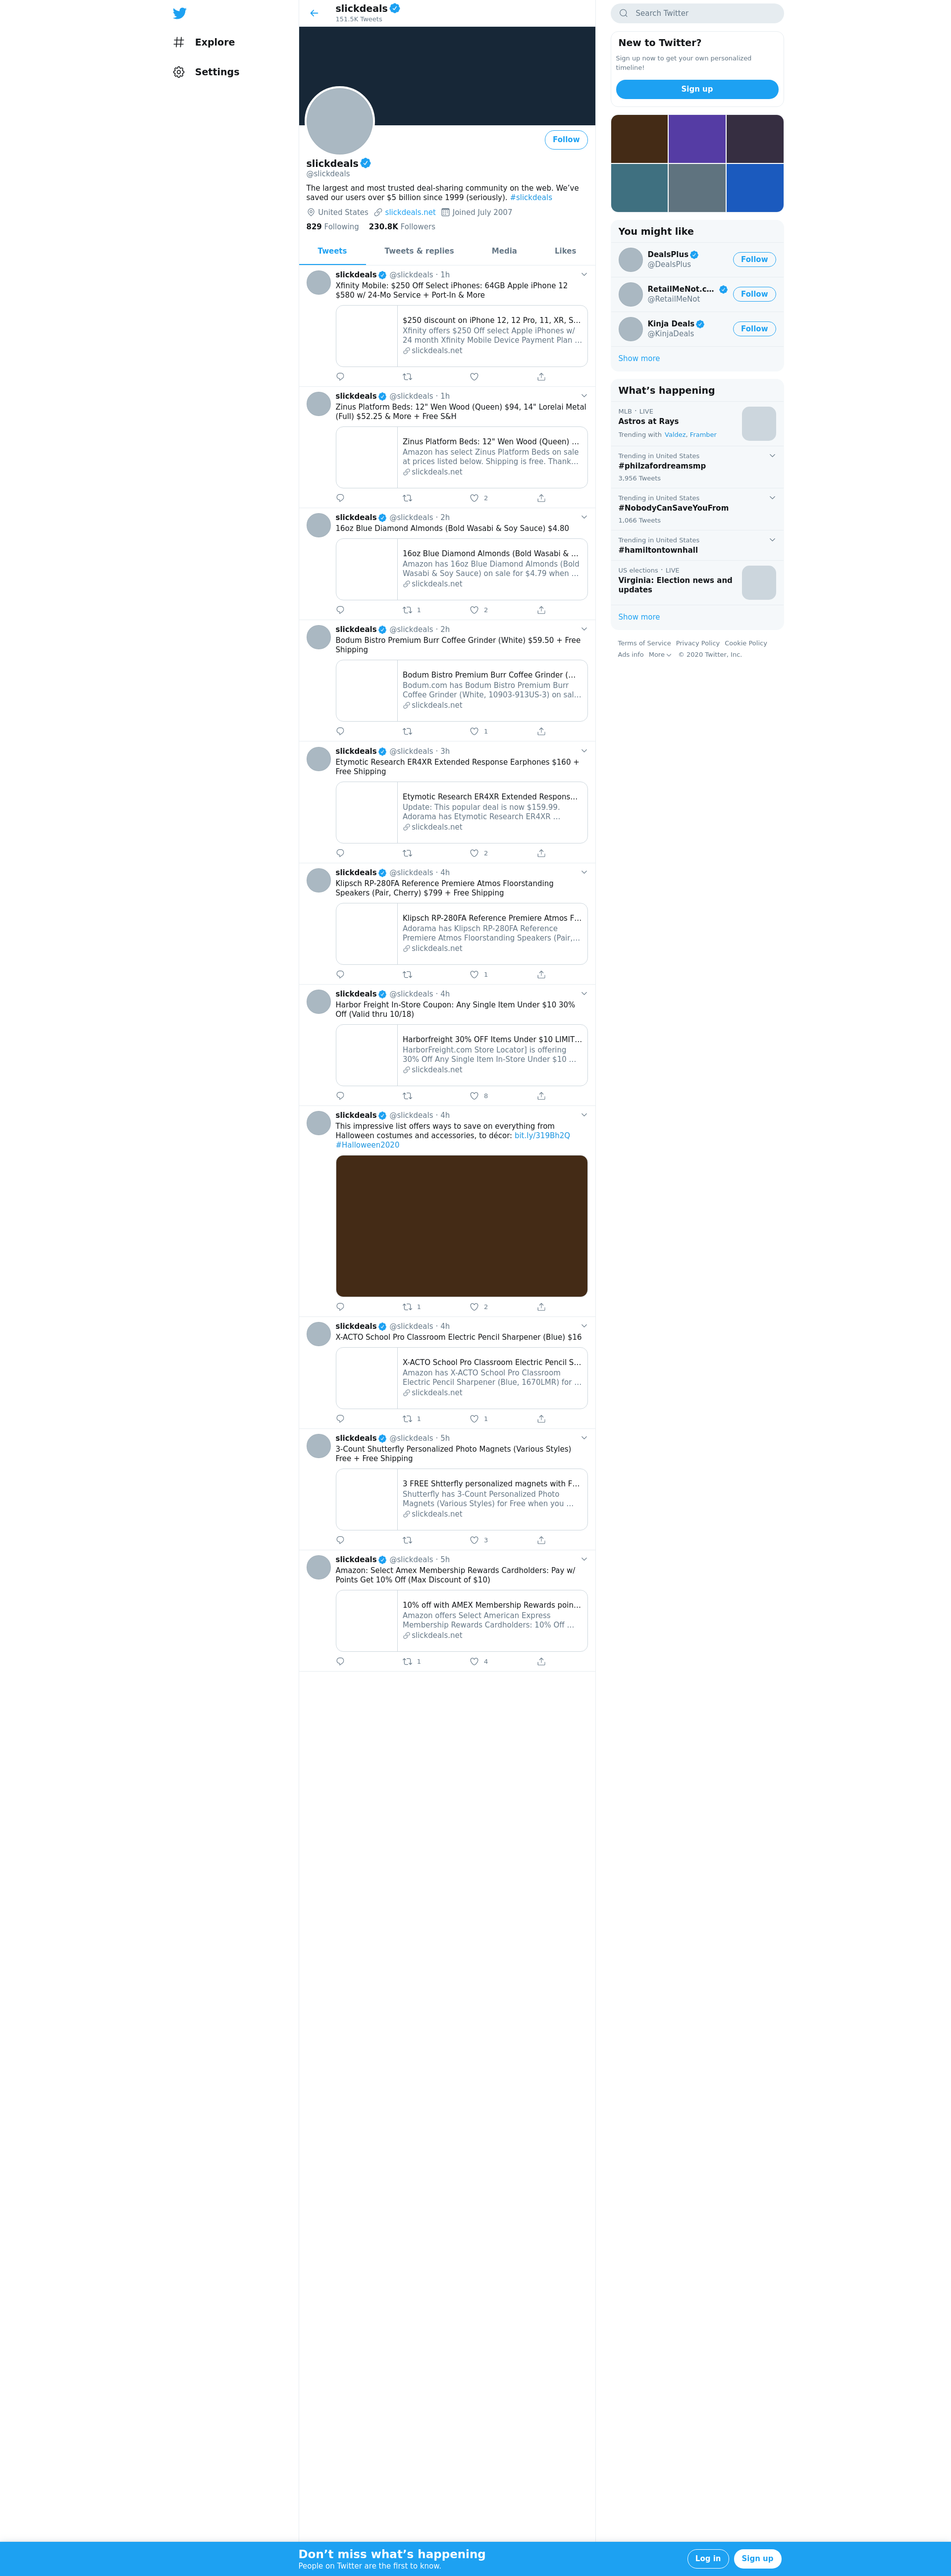 Explore
Settings
slickdeals
151.5K Tweets
Follow
slickdeals
@slickdeals
The largest and most trusted deal-sharing community on the web. We’ve
saved our users over $5 billion since 1999 (seriously). #slickdeals
United States slickdeals.net Joined July 2007
829 Following 230.8K Followers
Tweets Tweets & replies Media Likes
slickdeals @slickdeals · 1h
Xfinity Mobile: $250 Off Select iPhones: 64GB Apple iPhone 12
$580 w/ 24-Mo Service + Port-In & More
$250 discount on iPhone 12, 12 Pro, 11, XR, S...
Xfinity offers $250 Off select Apple iPhones w/
24 month Xfinity Mobile Device Payment Plan ...
slickdeals.net
slickdeals @slickdeals · 1h
Zinus Platform Beds: 12" Wen Wood (Queen) $94, 14" Lorelai Metal
(Full) $52.25 & More + Free S&H
Zinus Platform Beds: 12" Wen Wood (Queen) ...
Amazon has select Zinus Platform Beds on sale
at prices listed below. Shipping is free. Thank...
slickdeals.net
2
slickdeals @slickdeals · 2h
16oz Blue Diamond Almonds (Bold Wasabi & Soy Sauce) $4.80
16oz Blue Diamond Almonds (Bold Wasabi & ...
Amazon has 16oz Blue Diamond Almonds (Bold
Wasabi & Soy Sauce) on sale for $4.79 when ...
slickdeals.net
1 2
slickdeals @slickdeals · 2h
Bodum Bistro Premium Burr Coffee Grinder (White) $59.50 + Free
Shipping
Bodum Bistro Premium Burr Coffee Grinder (...
Bodum.com has Bodum Bistro Premium Burr
Coffee Grinder (White, 10903-913US-3) on sal...
slickdeals.net
1
slickdeals @slickdeals · 3h
Etymotic Research ER4XR Extended Response Earphones $160 +
Free Shipping
Etymotic Research ER4XR Extended Respons...
Update: This popular deal is now $159.99.
Adorama has Etymotic Research ER4XR ...
slickdeals.net
2
slickdeals @slickdeals · 4h
Klipsch RP-280FA Reference Premiere Atmos Floorstanding
Speakers (Pair, Cherry) $799 + Free Shipping
Klipsch RP-280FA Reference Premiere Atmos F...
Adorama has Klipsch RP-280FA Reference
Premiere Atmos Floorstanding Speakers (Pair,...
slickdeals.net
1
slickdeals @slickdeals · 4h
Harbor Freight In-Store Coupon: Any Single Item Under $10 30%
Off (Valid thru 10/18)
Harborfreight 30% OFF Items Under $10 LIMIT...
HarborFreight.com Store Locator] is offering
30% Off Any Single Item In-Store Under $10 ...
slickdeals.net
8
slickdeals @slickdeals · 4h
This impressive list offers ways to save on everything from
Halloween costumes and accessories, to décor: bit.ly/319Bh2Q
#Halloween2020
1 2
slickdeals @slickdeals · 4h
X-ACTO School Pro Classroom Electric Pencil Sharpener (Blue) $16
X-ACTO School Pro Classroom Electric Pencil S...
Amazon has X-ACTO School Pro Classroom
Electric Pencil Sharpener (Blue, 1670LMR) for ...
slickdeals.net
1 1
slickdeals @slickdeals · 5h
3-Count Shutterfly Personalized Photo Magnets (Various Styles)
Free + Free Shipping
3 FREE Shtterfly personalized magnets with F...
Shutterfly has 3-Count Personalized Photo
Magnets (Various Styles) for Free when you ...
slickdeals.net
3
slickdeals @slickdeals · 5h
Amazon: Select Amex Membership Rewards Cardholders: Pay w/
Points Get 10% Off (Max Discount of $10)
10% off with AMEX Membership Rewards poin...
Amazon offers Select American Express
Membership Rewards Cardholders: 10% Off ...
slickdeals.net
1 4
Search Twitter
New to Twitter?
Sign up now to get your own personalized
timeline!
Sign up
You might like
DealsPlus
@DealsPlus
Follow
RetailMeNot.c...
@RetailMeNot
Follow
Kinja Deals
@KinjaDeals
Follow
Show more
What’s happening
MLB · LIVE
Astros at Rays
Trending with Valdez, Framber
Trending in United States
#philzafordreamsmp
3,956 Tweets
Trending in United States
#NobodyCanSaveYouFrom
1,066 Tweets
Trending in United States
#hamiltontownhall
US elections · LIVE
Virginia: Election news and
updates
Show more
Terms of Service Privacy Policy Cookie Policy
Ads info More © 2020 Twitter, Inc.
Don’t miss what’s happening
People on Twitter are the first to know.
Log in Sign up